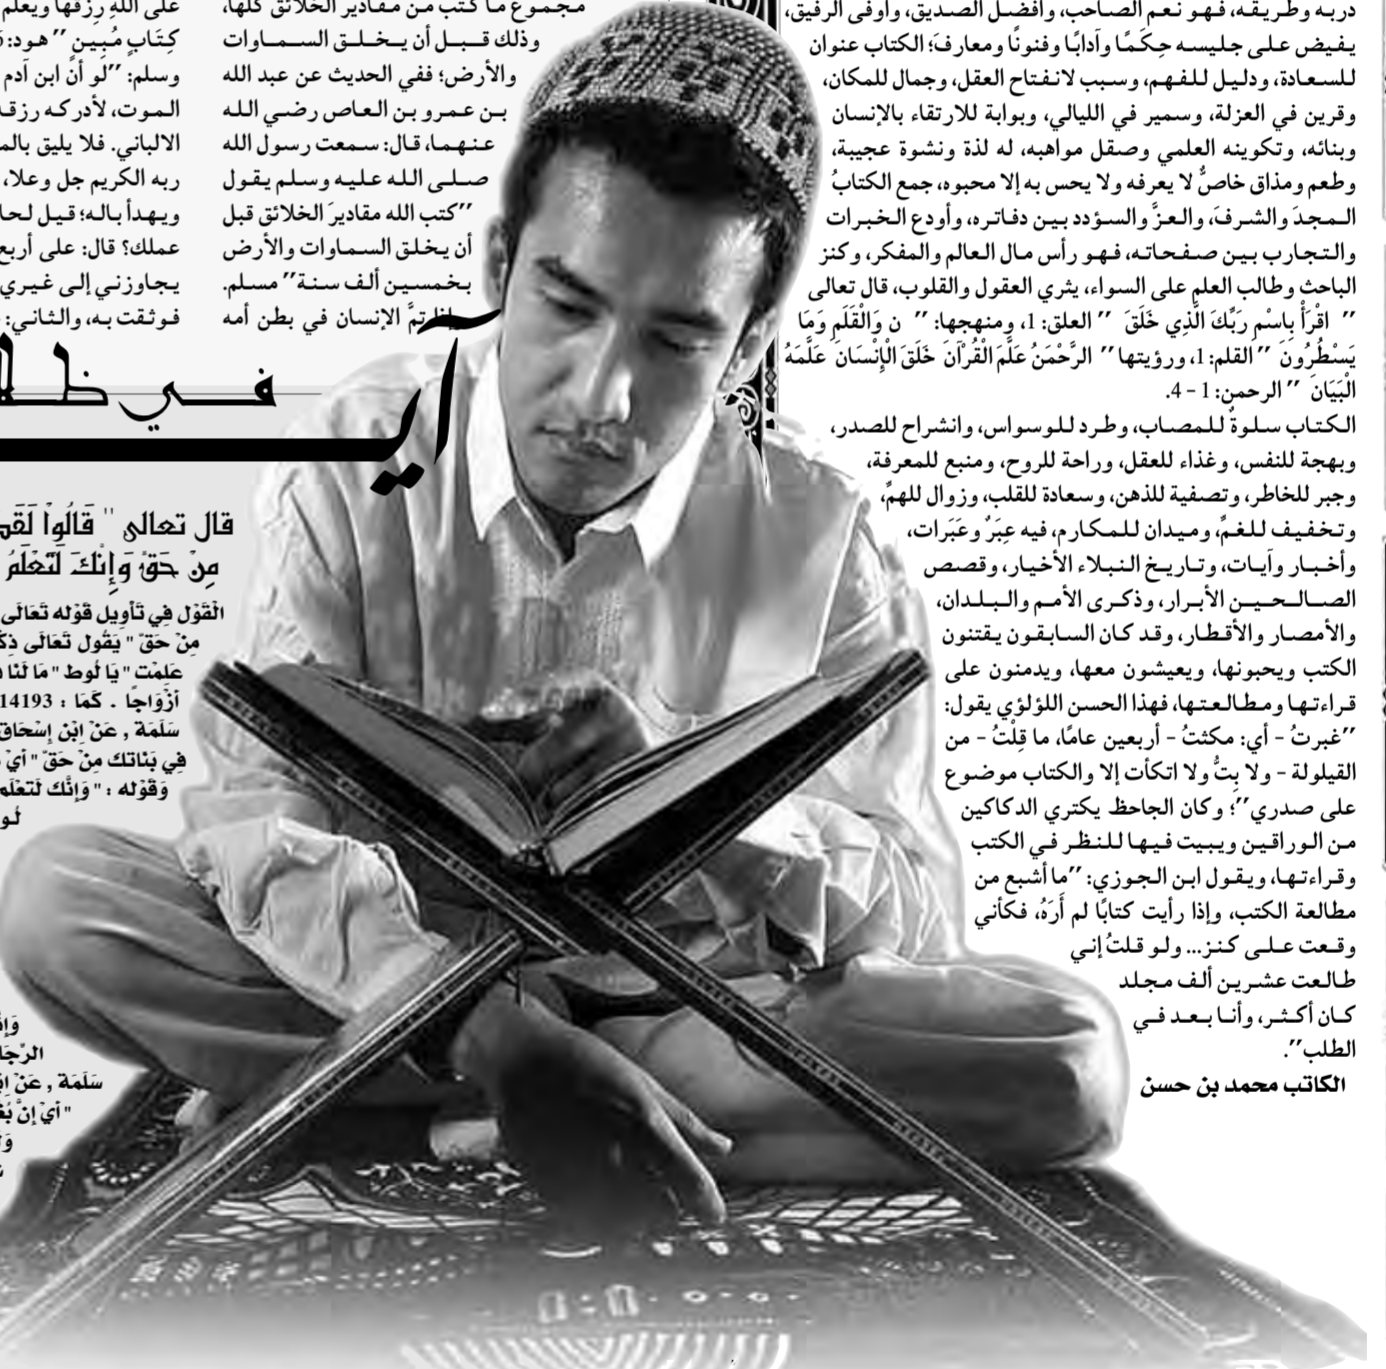 دربه وطريقه، فهو نعم الصاحب، وأفضل الصديق، وأوفى الرفيق،
يفيض على جليسه حِكَمًا وآدابًا وفنونًا ومعارفَ؛ الكتاب عنوان
للسعادة، ودليل للفهم، وسبب لانفتاح العقل، وجمال للمكان،
وقرين في العزلة، وسمير في الليالي، وبوابة للارتقاء بالإنسان
وبنائه، وتكوينه العلمي وصقل مواهبه، له لذة ونشوة عجيبة،
وطعم ومذاق خاصٌّ لا يعرفه ولا يحس به إلا محبوه، جمع الكتابُ
المجدَ والشرفَ، والعزَّ والسؤدد بين دفاتره، وأودع الخبرات
والتجارب بين صفحاته، فهو رأس مال العالم والمفكر، وكنز
الباحث وطالب العلم على السواء، يثري العقول والقلوب، قال تعالى
” اقْرَأْ بِاسْمِ رَبِّكَ الَّذِي خَلَقَ ” العلق: 1، ومنهجها: ” ن وَالْقَلَمِ وَمَا
يَسْطُرُونَ ” القلم: 1، ورؤيتها ” الرَّحْمَنُ عَلَّمَ الْقُرْآنَ خَلَقَ الْإِنْسَانَ عَلَّمَهُ
الْبَيَانَ ” الرحمن: 1 - 4.
الكتاب سلوةٌ للمصاب، وطرد للوسواس، وانشراح للصدر،
وبهجة للنفس، وغذاء للعقل، وراحة للروح، ومنبع للمعرفة،
وجبر للخاطر، وتصفية للذهن، وسعادة للقلب، وزوال للهمِّ،
وتخفيف للغمِّ، وميدان للمكارم، فيه عِبَرٌ وعَبَرات،
وأخبار وآيات، وتاريخ النبلاء الأخيار، وقصص
الصالحين الأبرار، وذكرى الأمم والبلدان،
والأمصار والأقطار، وقد كان السابقون يقتنون
الكتب ويحبونها، ويعيشون معها، ويدمنون على
قراءتها ومطالعتها، فهذا الحسن اللؤلؤي يقول:
”غبرتُ - أي: مكثتُ - أربعين عامًا، ما قِلْتُ - من
القيلولة - ولا بِتُّ ولا اتكأت إلا والكتاب موضوع
على صدري”؛ وكان الجاحظ يكتري الدكاكين
من الوراقين ويبيت فيها للنظر في الكتب
وقراءتها، ويقول ابن الجوزي: ”ما أشبع من
مطالعة الكتب، وإذا رأيت كتابًا لم أَرَهُ، فكأني
وقعت على كنز... ولو قلتُ إني
طالعت عشرين ألف مجلد
كان أكثر، وأنا بعد في
الطلب”.
الكاتب محمد بن حسن
مجموع ما كتب من مقادير الخلائق كلها،
وذلك قبل أن يخلق السماوات
والأرض؛ ففي الحديث عن عبد الله
بن عمرو بن العاص رضي الله
عنهما، قال: سمعت رسول الله
صلى الله عليه وسلم يقول
”كتب الله مقاديرَ الخلائق قبل
أن يخلق السماوات والأرض
بخمسين ألف سنة” مسلم.
تمَّ الإنسان في بطن أمه
على اللهِ رِزقها ويعلم
كِتَابٍ مُبِينٍ ” هود:
وسلم: ”لو أن ابن آدم
الموت، لأدركه رزقه
الالباني. فلا يليق
ربه الكريم جل وعلا،
ويهدأ باله؛ قيل
عملك؟ قال: على
يجاوزني إلى غيري
فوثقت به، والثاني:
في
قال تعالى " قَالُوا لَقَدْ
مِنْ حَقٍّ وَإِنَّكَ لَتَعْلَمُ
الْقَوْل فِي تَأْوِيل قَوْله تَعَالَى
مِنْ حَقّ " يَقُول تَعَالَى
عَلِمْت " يَا لُوط " مَا لَنَا
أَزْوَاجًا . كَمَا : 14193
سَلَمَة , عَنْ اِبْن إِسْحَاق
فِي بَنَاتك مِنْ حَقّ " أَيْ
وَقَوْله : " وَإِنَّك لَتَعْلَم
سَلَمَة , عَنْ
" أَيْ إِنَّ